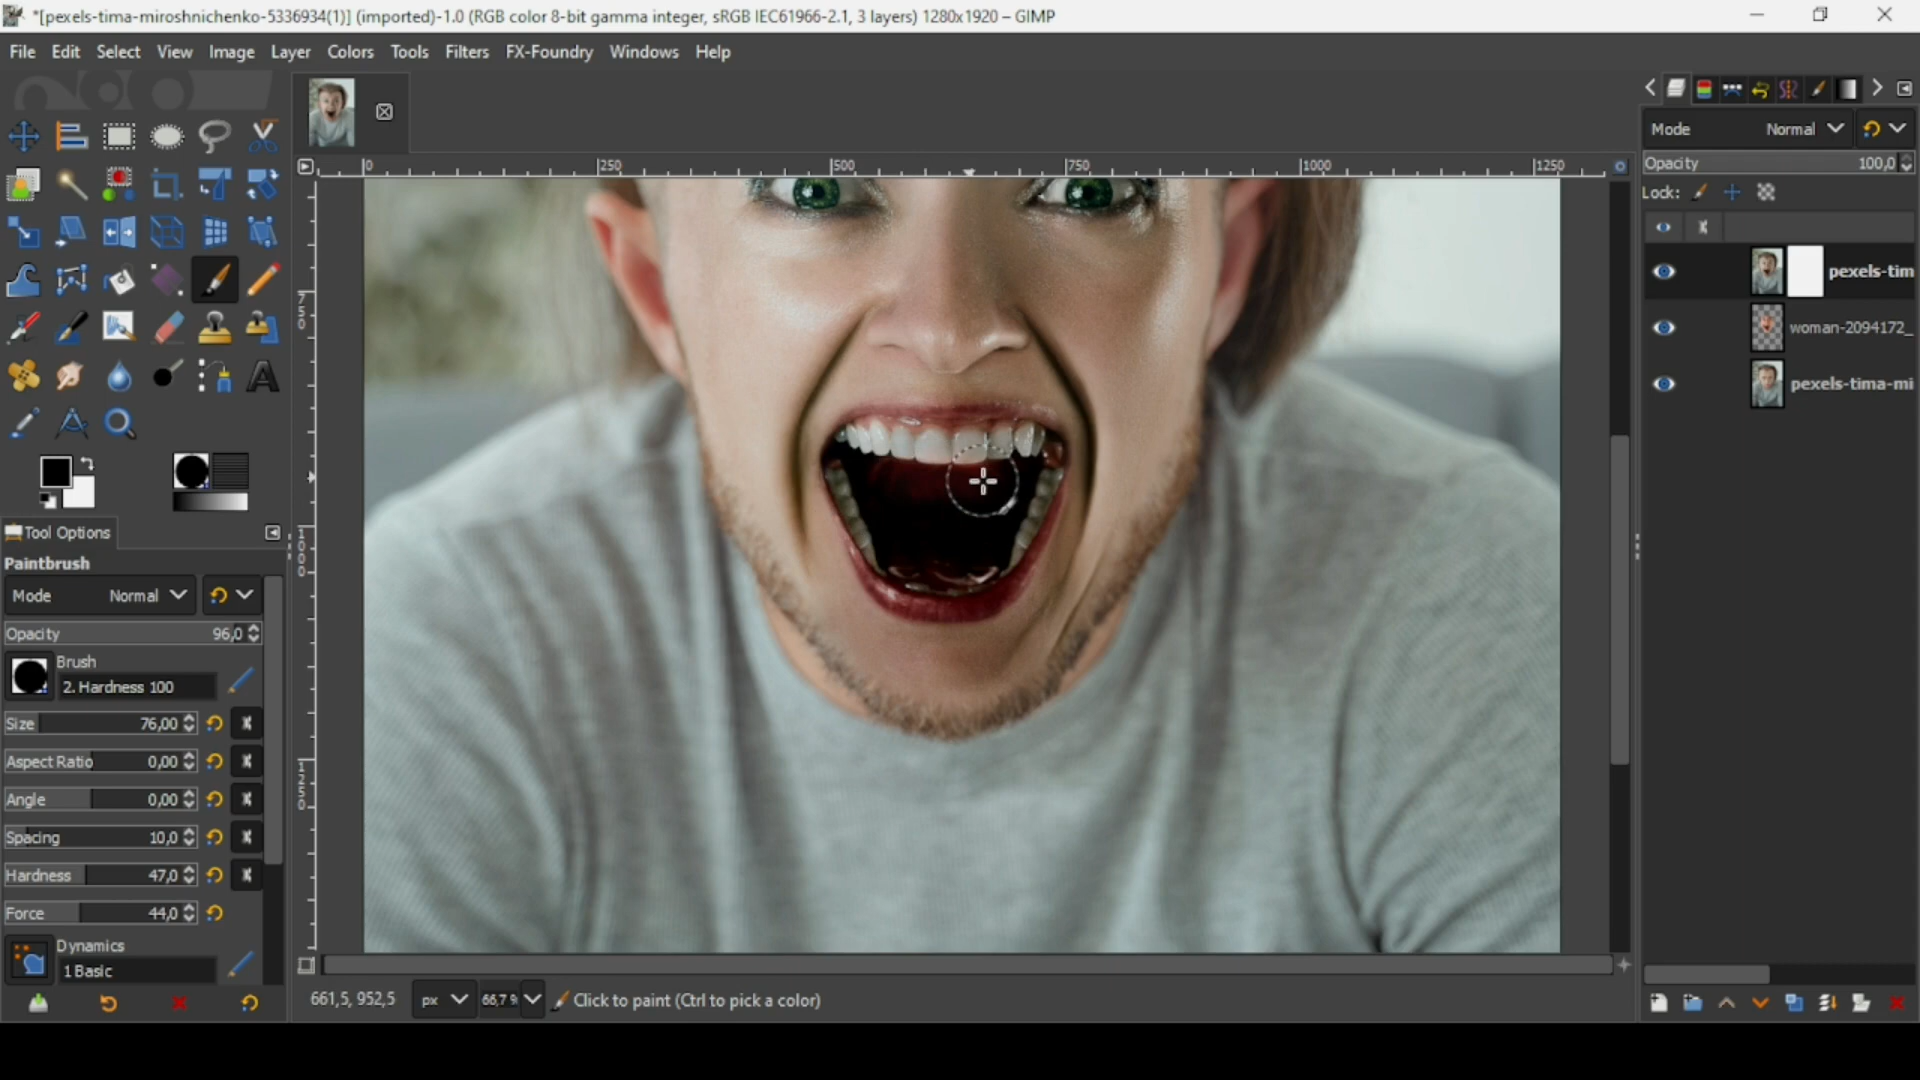 *[pexels-tima-miroshnichenko-5336934(1)] (imported)-1.0 (RGB color 8-bit gamma integer, sRGB IEC61966-2.1, 3 layers) 1280x1920 – GIMP
File Edit Select View Image Layer Colors Tools Filters FX-Foundry Windows Help
Mode Normal
Opacity 100,0
Lock:
0 250 500 750 1000 1250
pexels-tim
woman-2094172_
pexels-tima-mi
750
1000
1250
Tool Options
Paintbrush
Mode Normal
Opacity 96,0
Brush
2. Hardness 100
Size 76,00
Aspect Ratio 0,00
Angle 0,00
Spacing 10,0
Hardness 47,0
Force 44,0
Dynamics
1 Basic
661,5, 952,5 px 66,7 % Click to paint (Ctrl to pick a color)